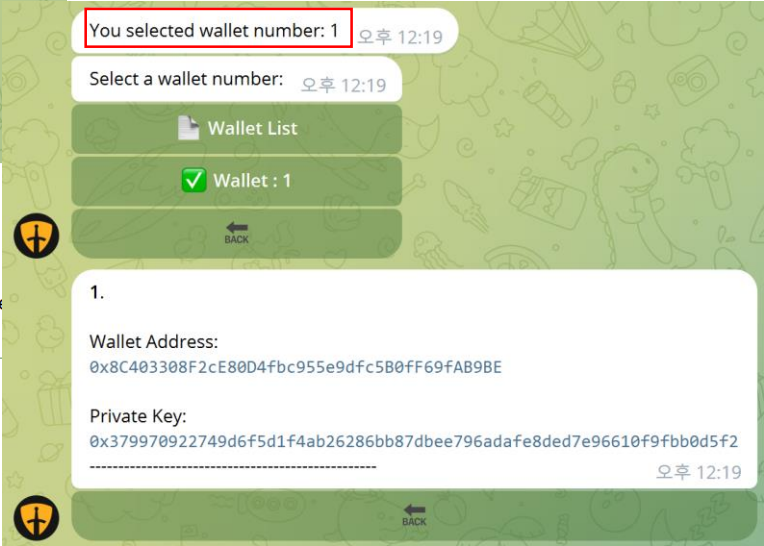 You selected wallet number: 1 오후 12:19
Select a wallet number: 오후 12:19
Wallet List
Wallet : 1
BACK
1.
Wallet Address:
0x8C403308F2cE80D4fbc955e9dfc5B0fF69fAB9BE
Private Key:
0x379970922749d6f5d1f4ab26286bb87dbee796adafe8ded7e96610f9fbb0d5f2
--------------------------------------------------
오후 12:19
BACK